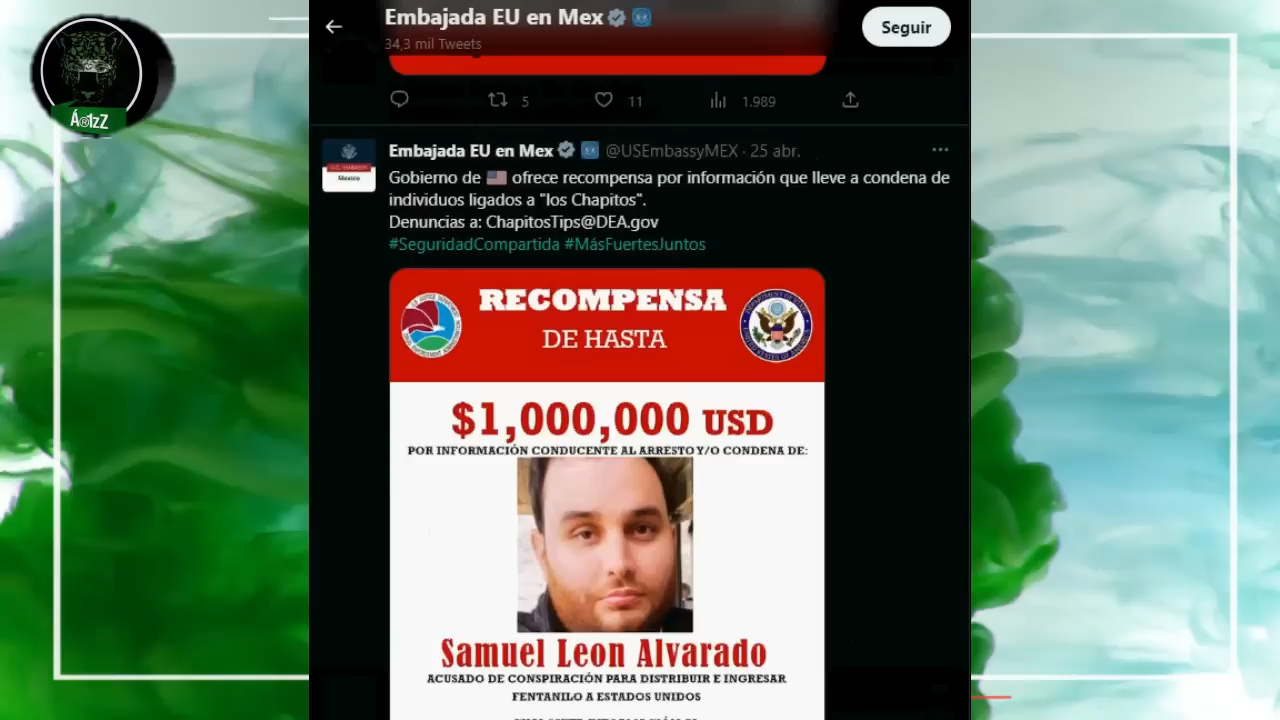 Embajada EU en Mex
34,3 mil Tweets
Seguir
Á®1zZ
5
11
1.989
Embajada EU en Mex @USEmbassyMEX · 25 abr.
Gobierno de 🇺🇸 ofrece recompensa por información que lleve a condena de
individuos ligados a "los Chapitos".
Denuncias a: ChapitosTips@DEA.gov
#SeguridadCompartida #MásFuertesJuntos
Mexico
RECOMPENSA
DE HASTA
$1,000,000 USD
POR INFORMACIÓN CONDUCENTE AL ARRESTO Y/O CONDENA DE:
Samuel Leon Alvarado
ACUSADO DE CONSPIRACIÓN PARA DISTRIBUIR E INGRESAR
FENTANILO A ESTADOS UNIDOS